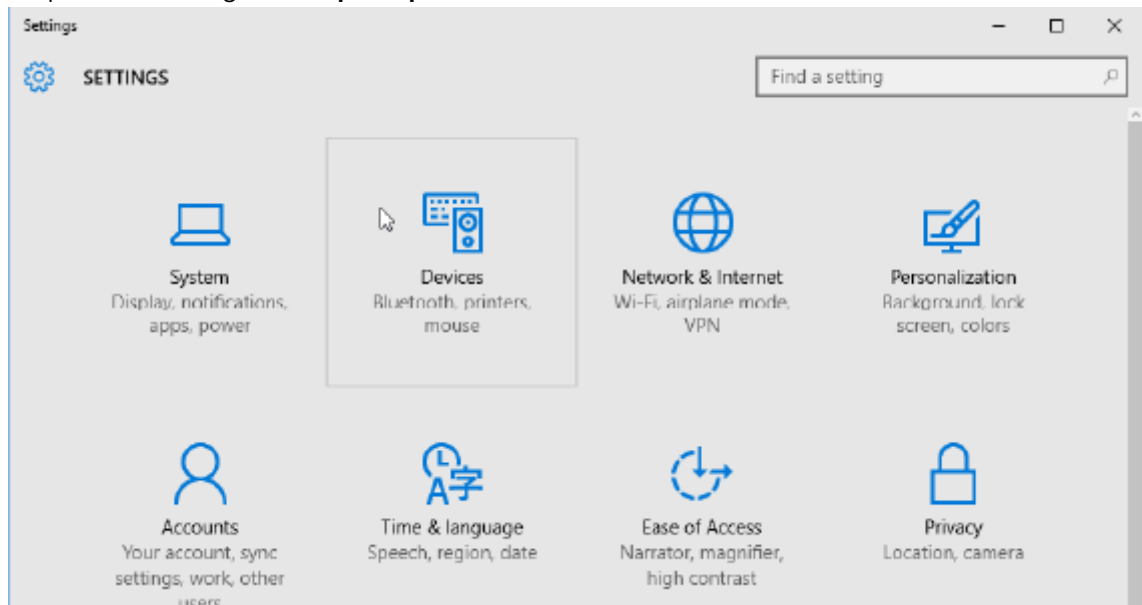 Settings
SETTINGS
Find a setting
System
Display, notifications,
apps, power
Devices
Bluetooth, printers,
mouse
Network & Internet
Wi-Fi, airplane mode,
VPN
Personalization
Background, lock
screen, colors
Accounts
Your account, sync
settings, work, other
users
Time & language
Speech, region, date
Ease of Access
Narrator, magnifier,
high contrast
Privacy
Location, camera